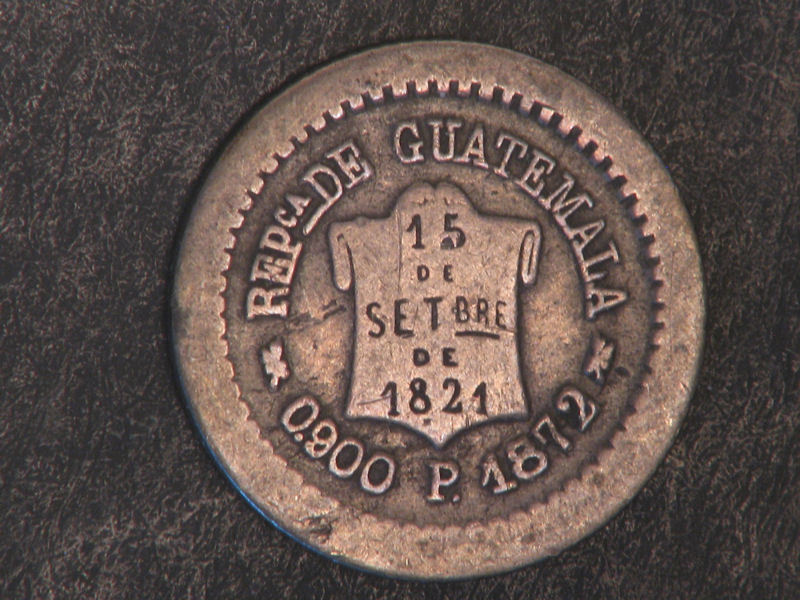 REPCA DE GUATEMALA
15
DE
SETBRE
DE
1821
0.900 P. 1872